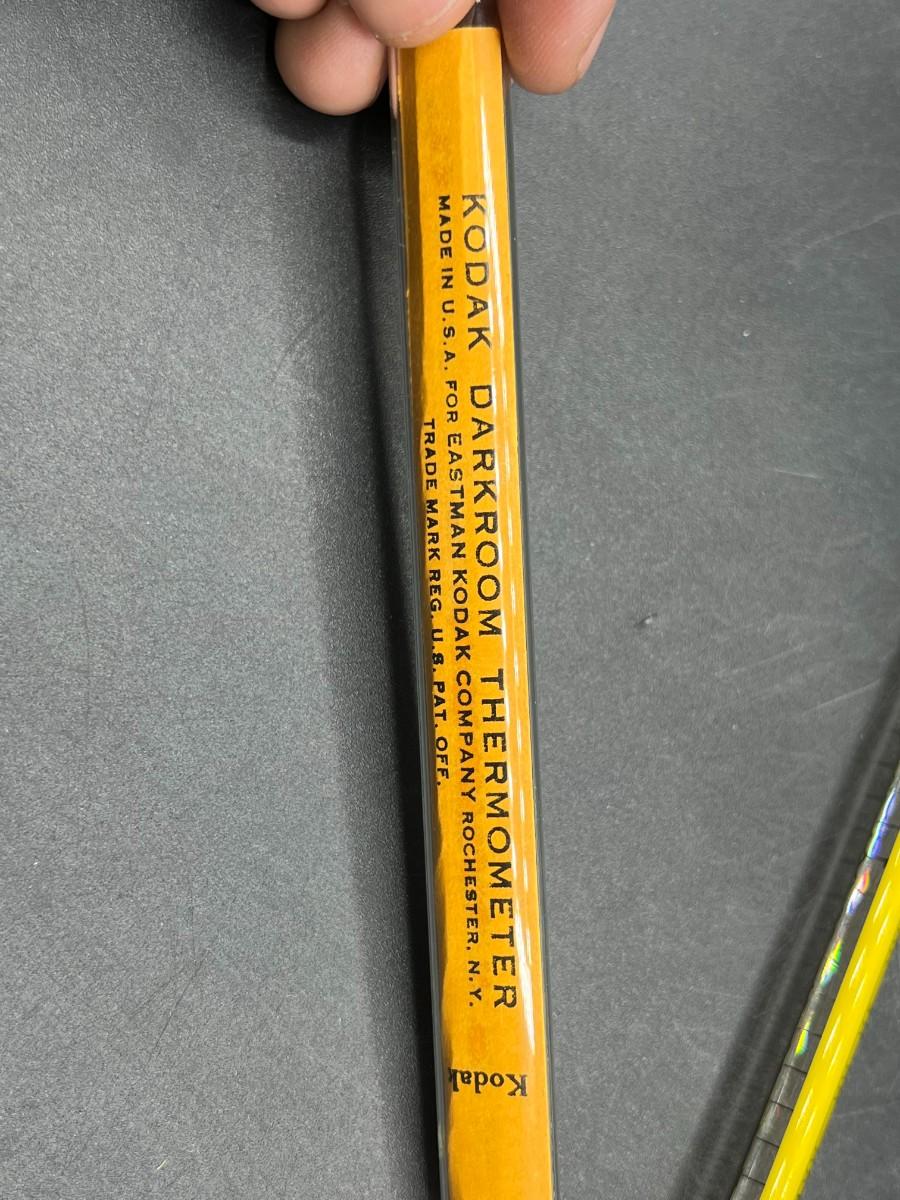 KODAK DARKROOM THERMOMETER
MADE IN U.S.A. FOR EASTMAN KODAK COMPANY ROCHESTER, N.Y.
TRADE MARK REG. U.S. PAT. OFF.
Kodak